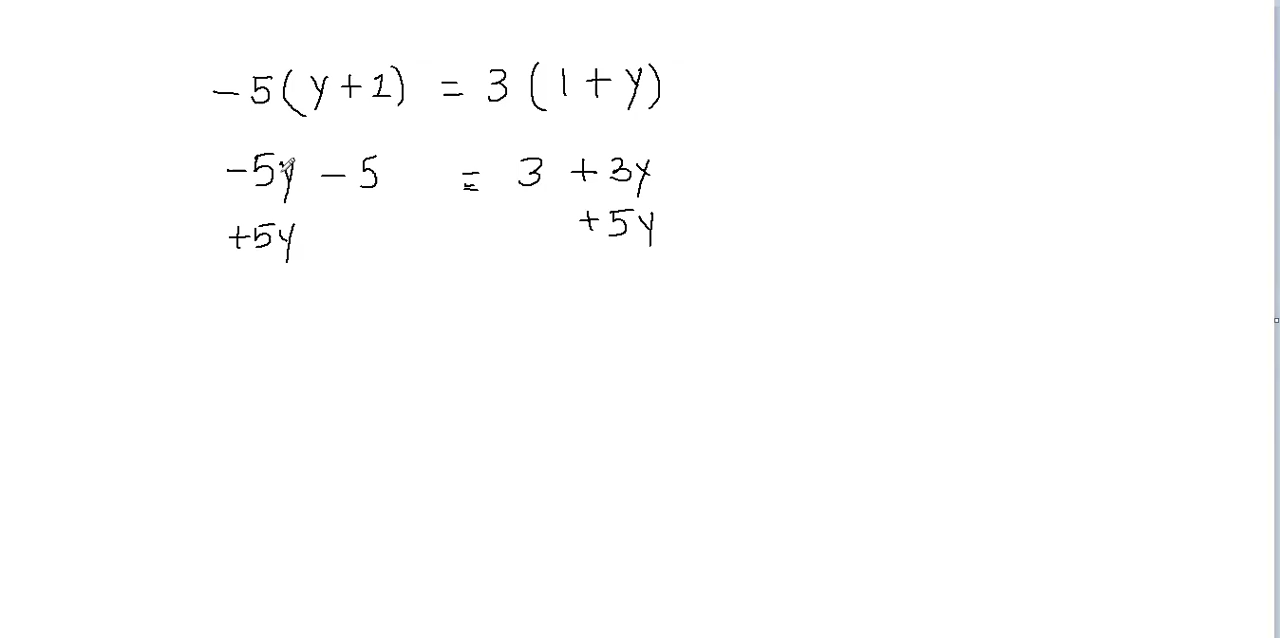 -5(y+1) = 3(1+y)
-5y - 5 = 3 + 3y
+5y +5y